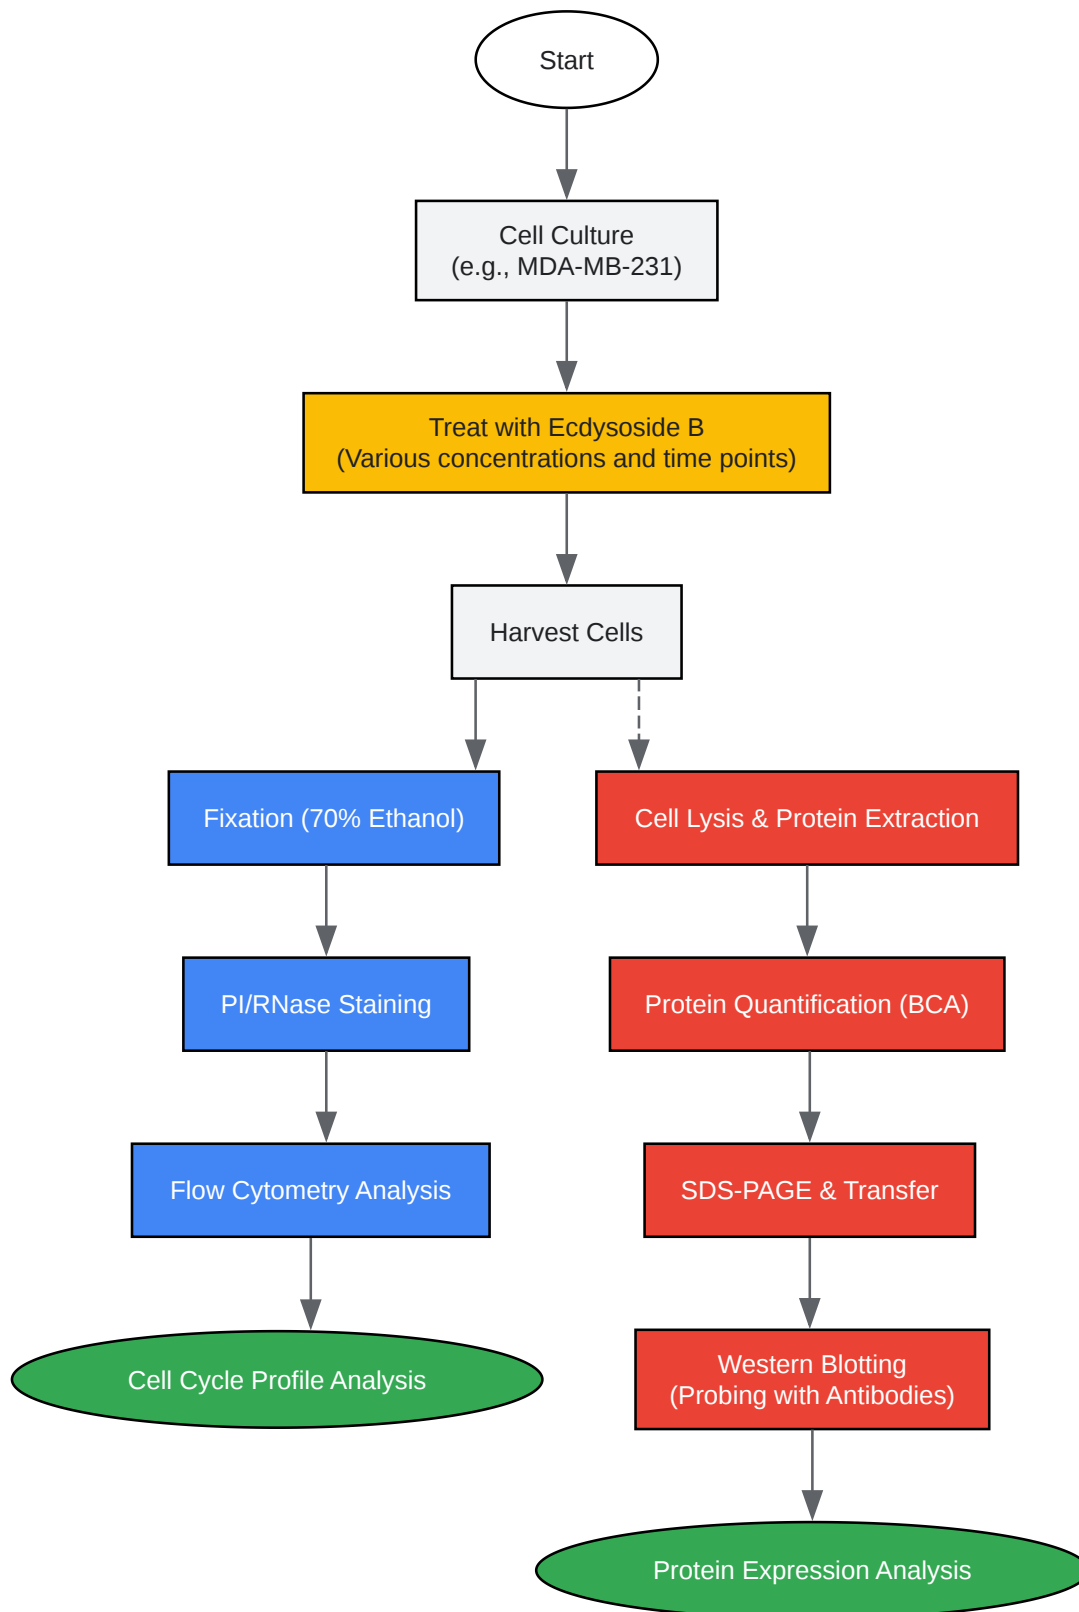 Start
Cell Culture
(e.g., MDA-MB-231)
Treat with Ecdysoside B
(Various concentrations and time points)
Harvest Cells
Fixation (70% Ethanol)
Cell Lysis & Protein Extraction
PI/RNase Staining
Protein Quantification (BCA)
Flow Cytometry Analysis
SDS-PAGE & Transfer
Cell Cycle Profile Analysis
Western Blotting
(Probing with Antibodies)
Protein Expression Analysis